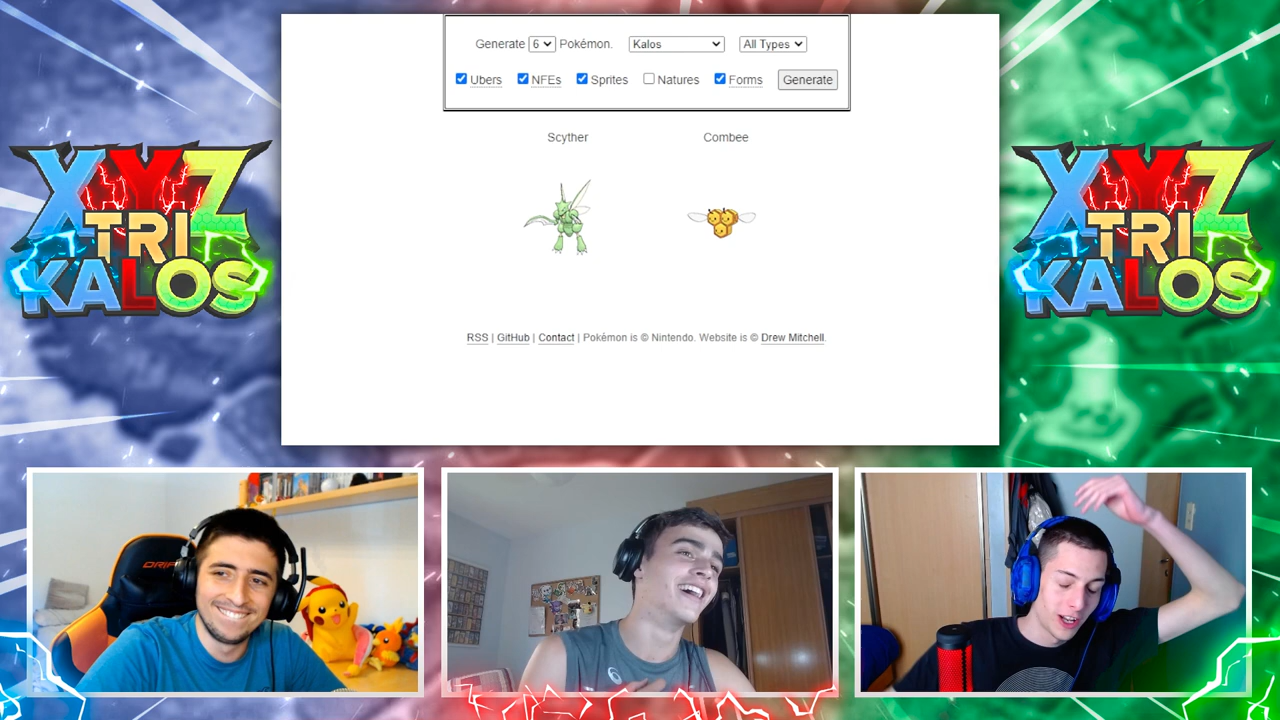 Generate 6 Pokémon. Kalos All Types
Ubers NFEs Sprites Natures Forms Generate
Scyther Combee
XYZ
TRI
KALOS
XYZ
TRI
KALOS
RSS | GitHub | Contact | Pokémon is © Nintendo. Website is © Drew Mitchell.